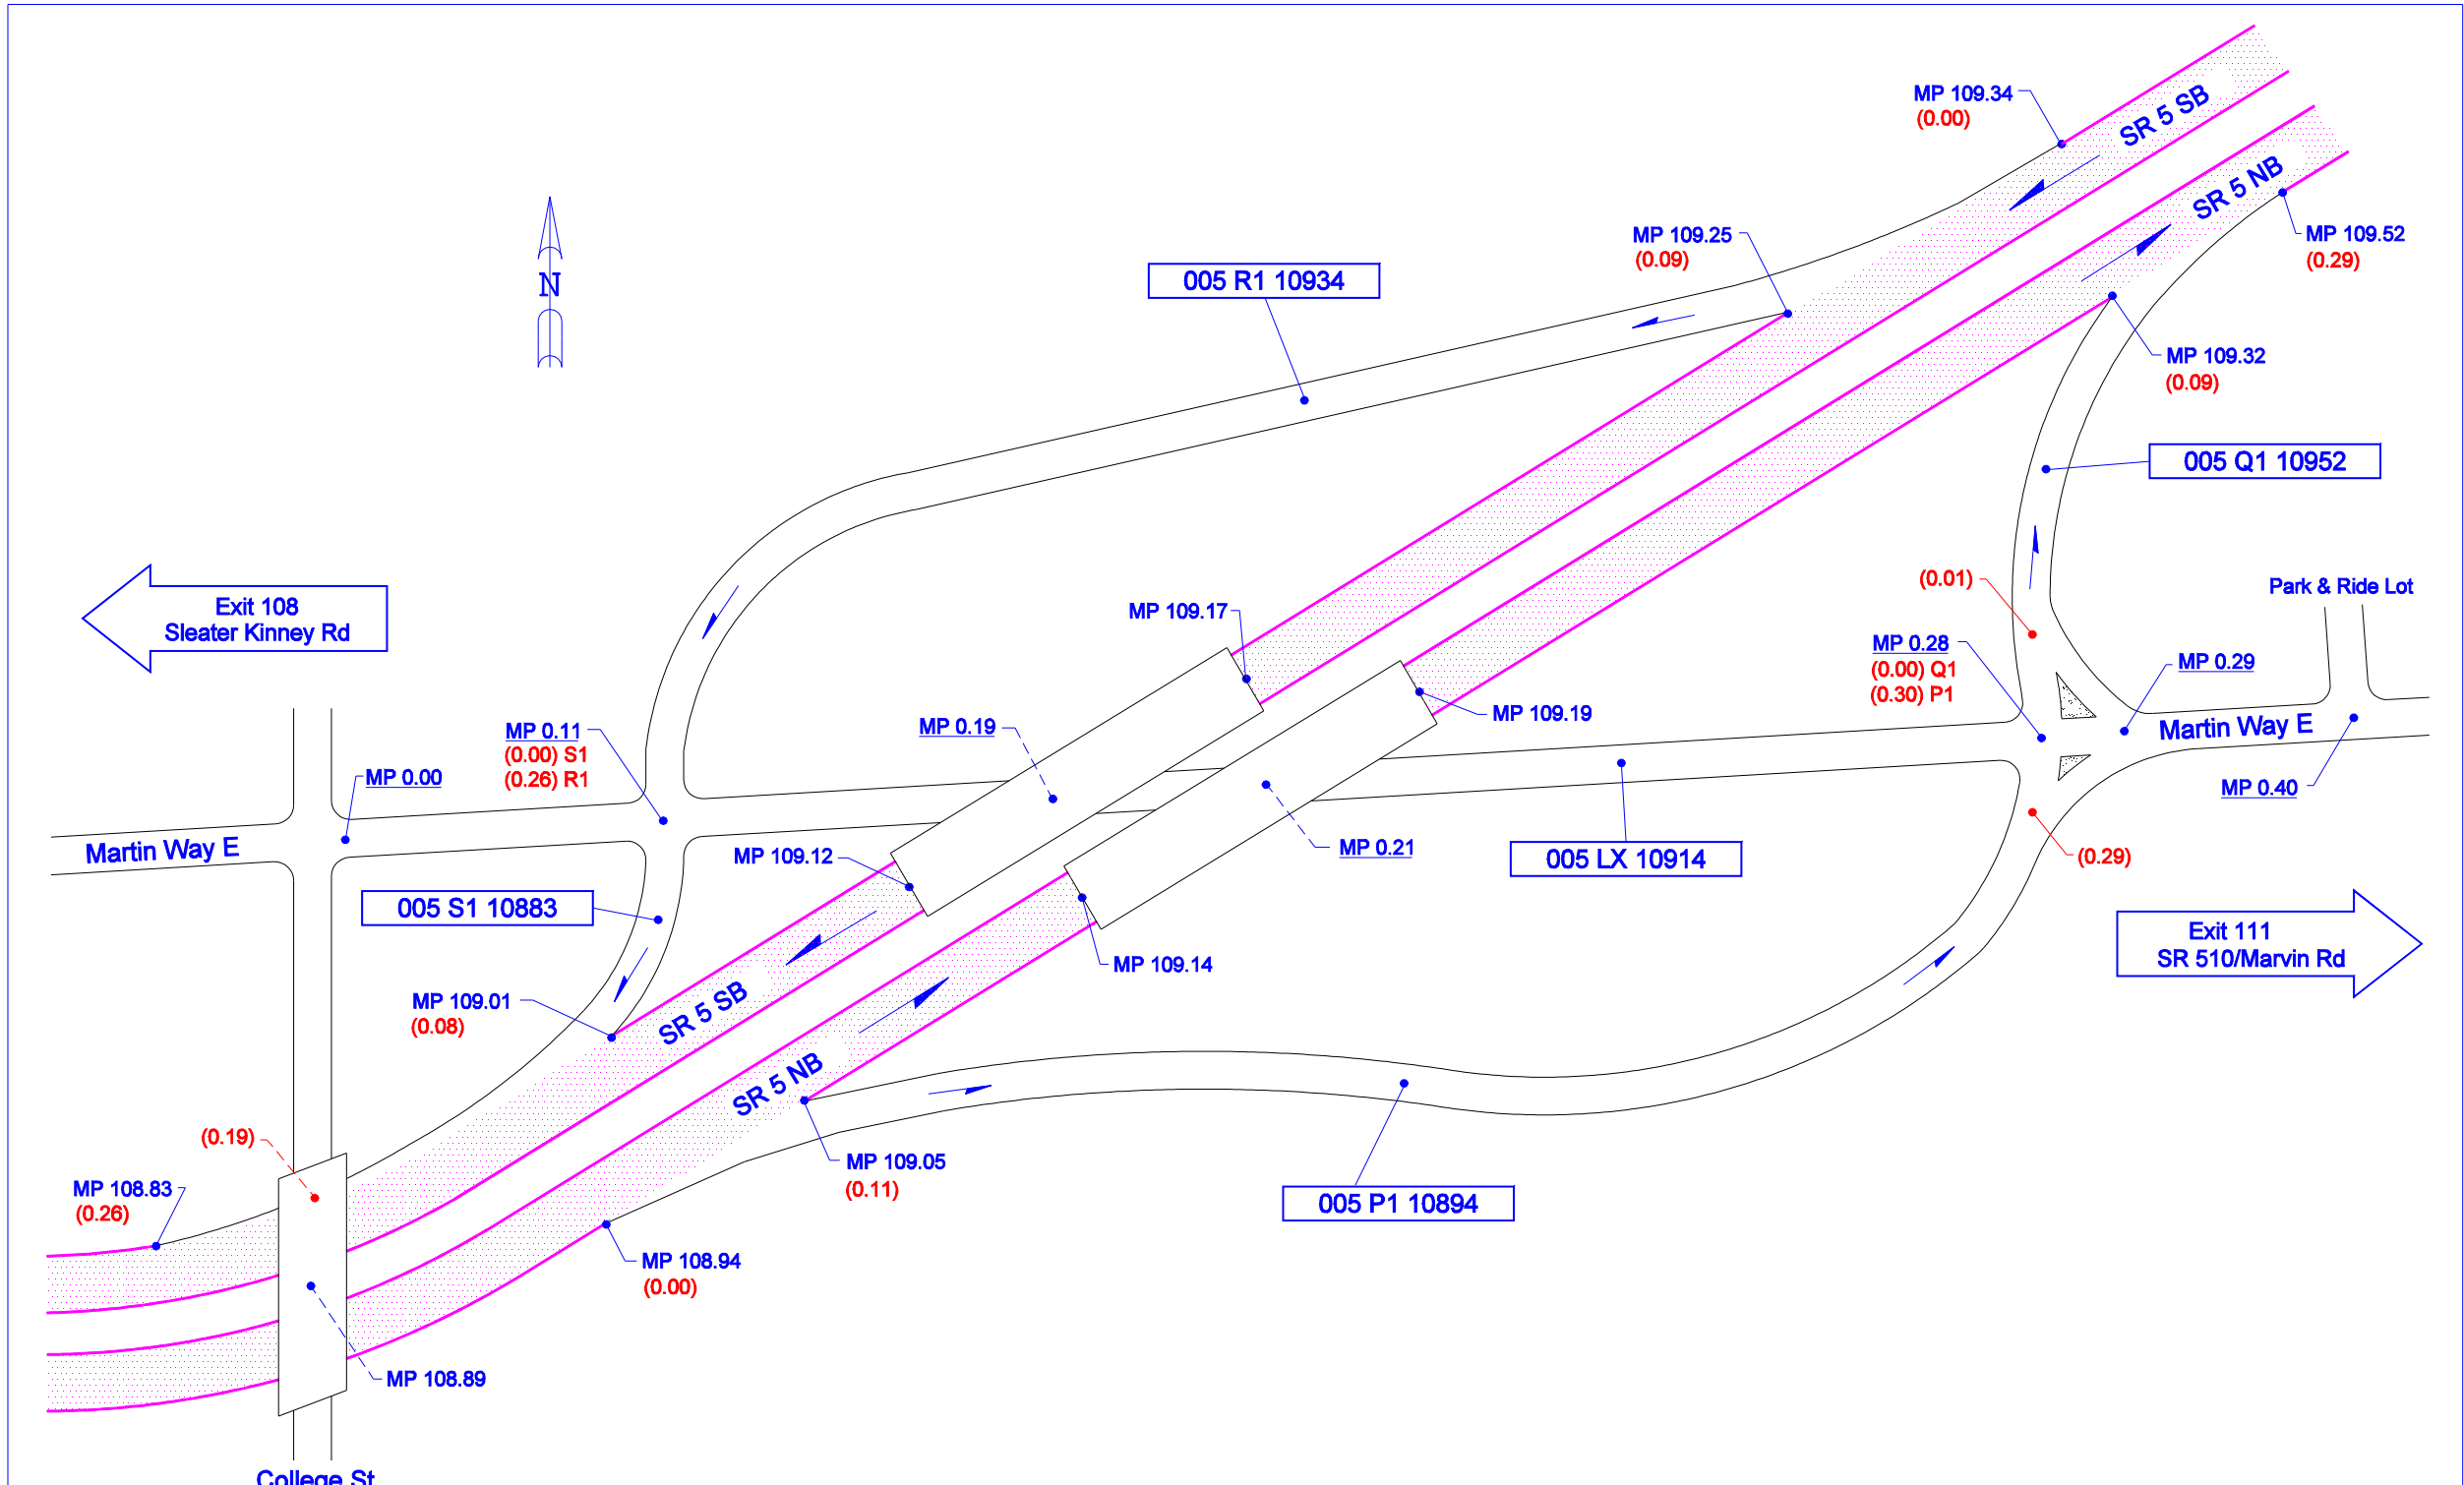 MP 109.34
(0.00)
SR 5 SB
SR 5 NB
MP 109.25
(0.09)
MP 109.52
(0.29)
005 R1 10934
N
MP 109.32
(0.09)
005 Q1 10952
Exit 108
Sleater Kinney Rd
MP 109.17
(0.01)
Park & Ride Lot
MP 0.28
(0.00) Q1
(0.30) P1
MP 0.29
MP 0.11
(0.00) S1
(0.26) R1
MP 0.19
MP 109.19
Martin Way E
MP 0.00
MP 0.40
Martin Way E
MP 109.12
MP 0.21
005 LX 10914
(0.29)
005 S1 10883
Exit 111
SR 510/Marvin Rd
MP 109.14
MP 109.01
(0.08)
SR 5 SB
SR 5 NB
(0.19)
MP 109.05
(0.11)
MP 108.83
(0.26)
005 P1 10894
MP 108.94
(0.00)
MP 108.89
College St